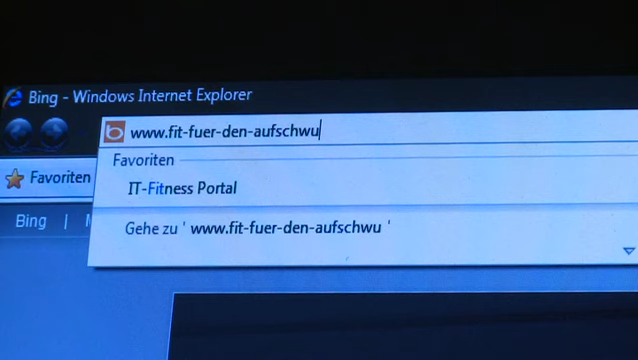 Bing - Windows Internet Explorer
www.fit-fuer-den-aufschwu
Favoriten
Favoriten
IT-Fitness Portal
Bing |
Gehe zu ' www.fit-fuer-den-aufschwu '